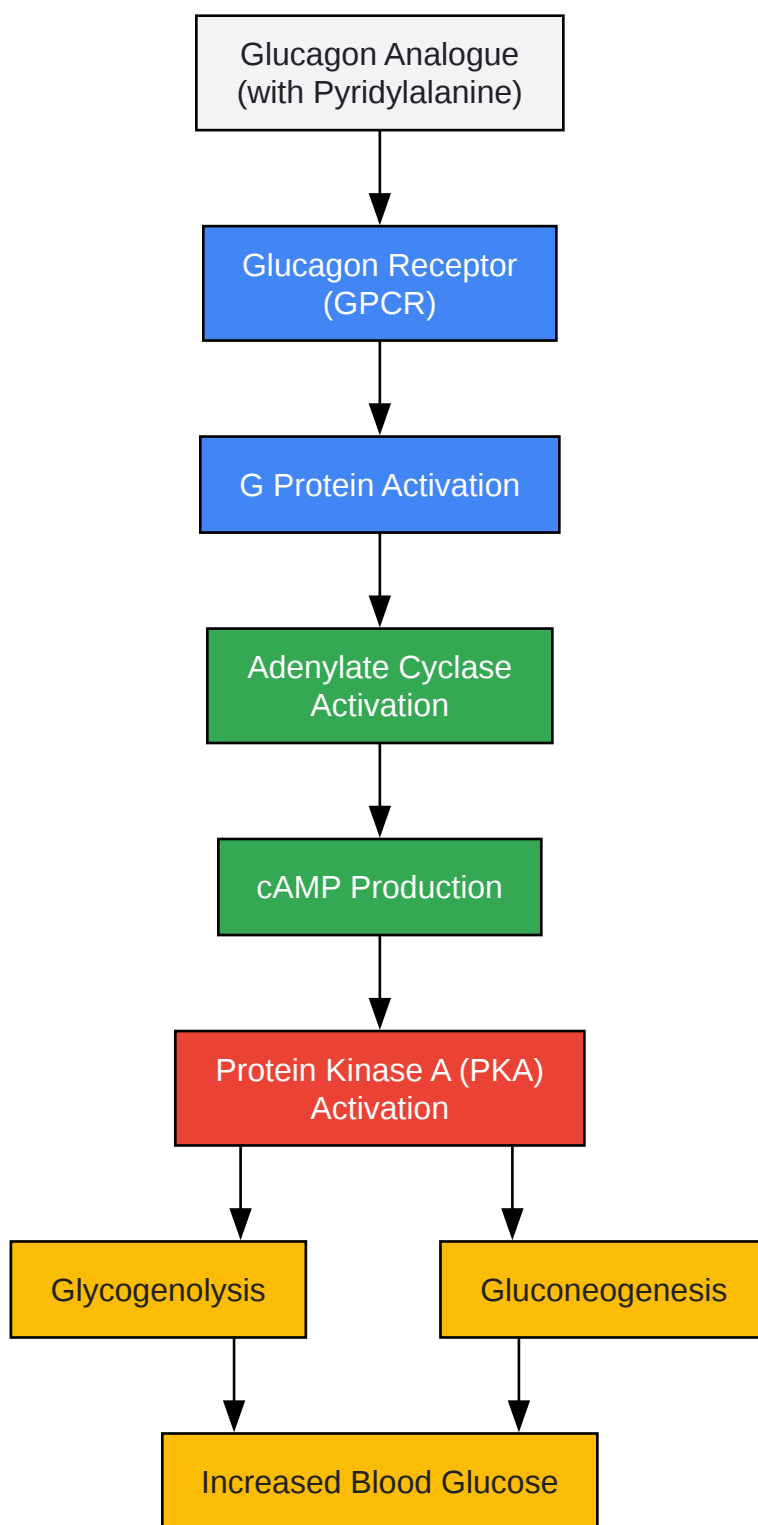 Glucagon Analogue
(with Pyridylalanine)
Glucagon Receptor
(GPCR)
G Protein Activation
Adenylate Cyclase
Activation
cAMP Production
Protein Kinase A (PKA)
Activation
Glycogenolysis
Gluconeogenesis
Increased Blood Glucose